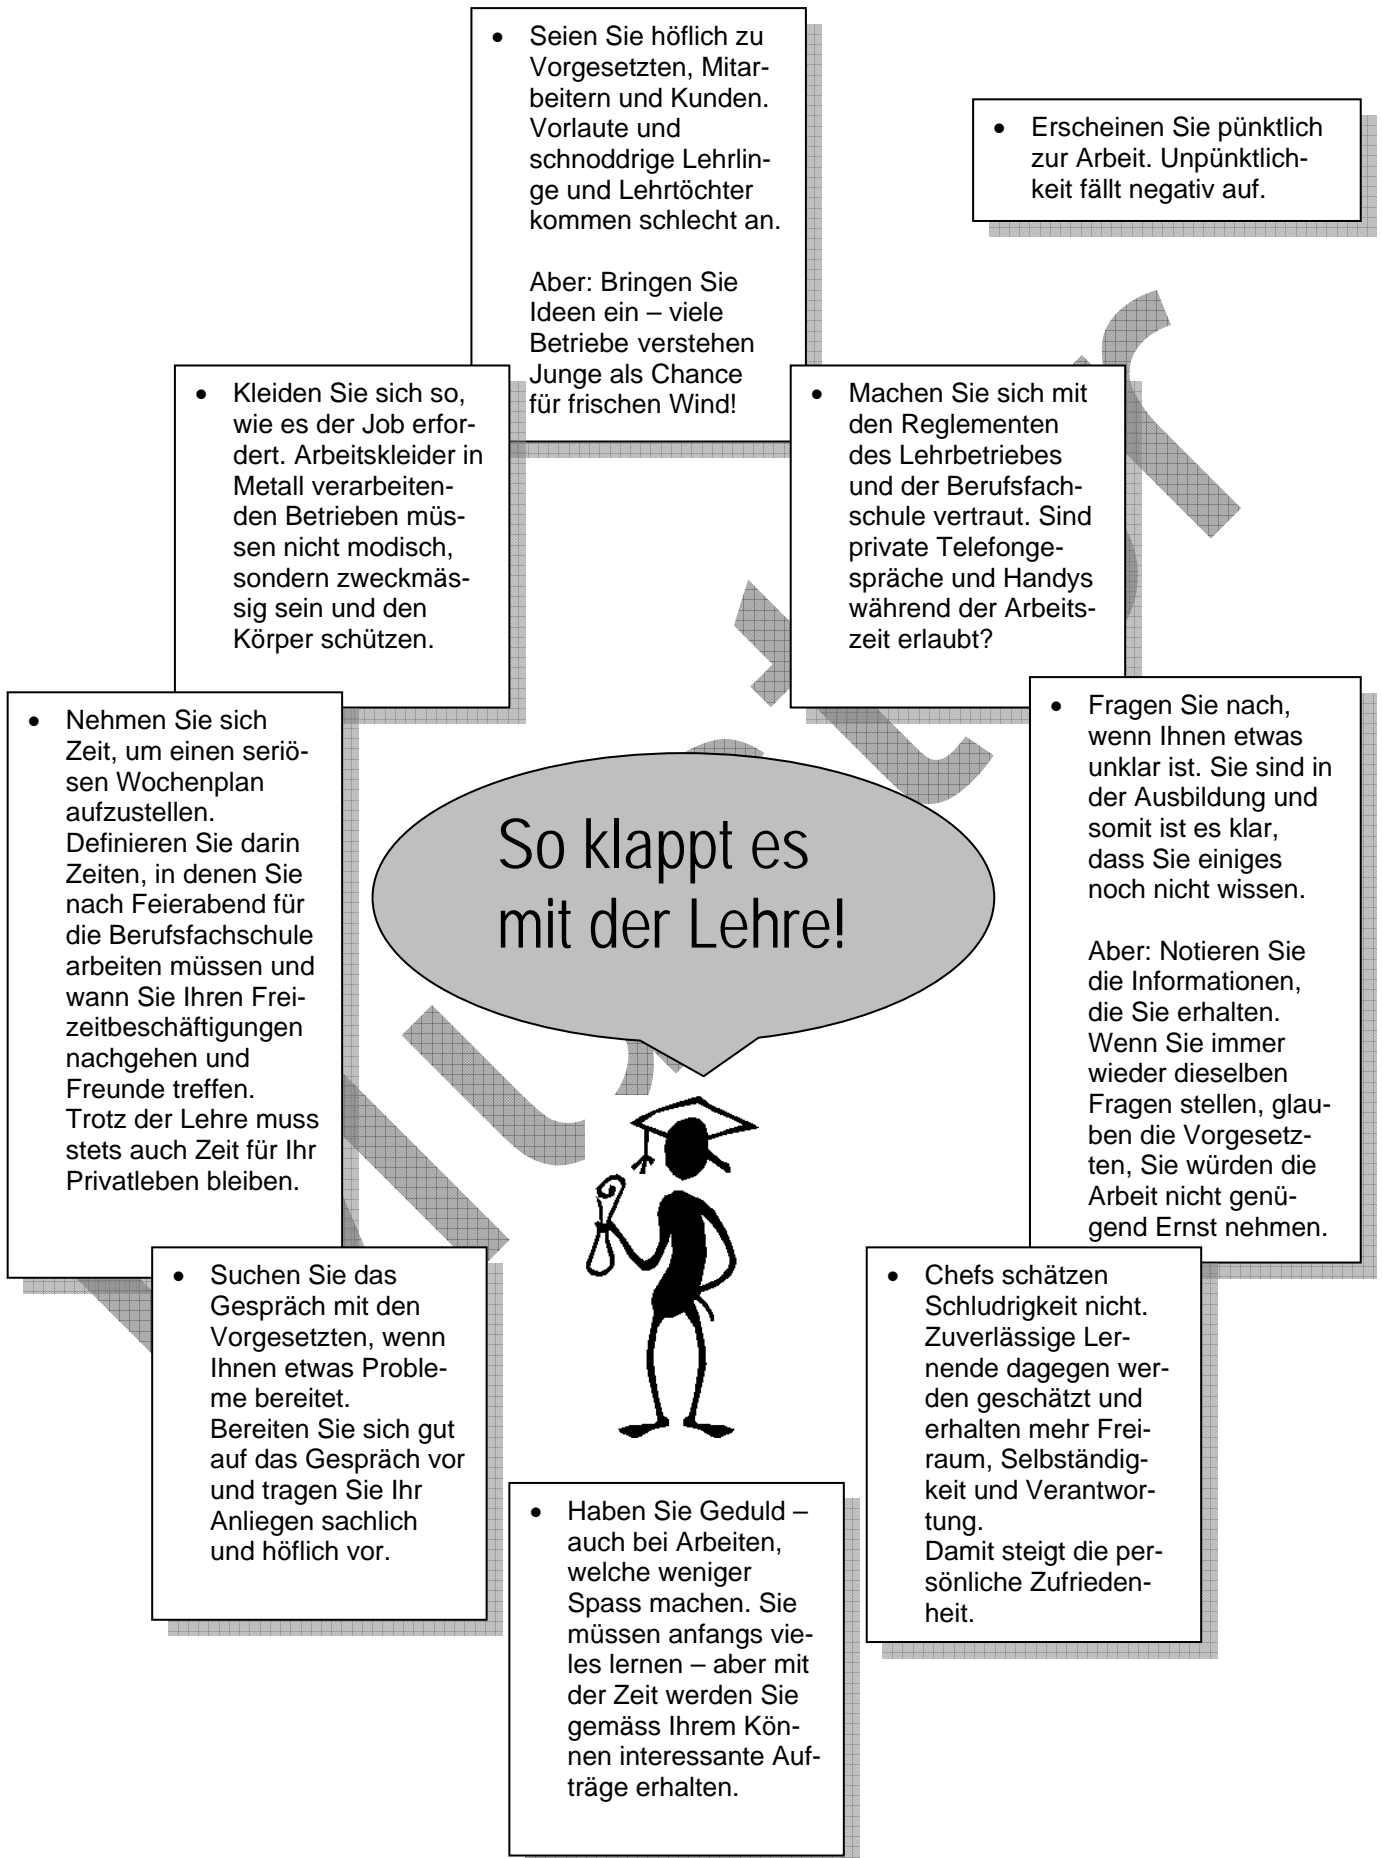 • Seien Sie höflich zu
Vorgesetzten, Mitar-
beitern und Kunden.
Vorlaute und
schnoddrige Lehrlin-
ge und Lehrtöchter
kommen schlecht an.
Aber: Bringen Sie
Ideen ein – viele
Betriebe verstehen
Junge als Chance
für frischen Wind!
• Erscheinen Sie pünktlich
zur Arbeit. Unpünktlich-
keit fällt negativ auf.
• Kleiden Sie sich so,
wie es der Job erfor-
dert. Arbeitskleider in
Metall verarbeiten-
den Betrieben müs-
sen nicht modisch,
sondern zweckmäs-
sig sein und den
Körper schützen.
• Machen Sie sich mit
den Reglementen
des Lehrbetriebes
und der Berufsfach-
schule vertraut. Sind
private Telefonge-
spräche und Handys
während der Arbeits-
zeit erlaubt?
• Nehmen Sie sich
Zeit, um einen seriö-
sen Wochenplan
aufzustellen.
Definieren Sie darin
Zeiten, in denen Sie
nach Feierabend für
die Berufsfachschule
arbeiten müssen und
wann Sie Ihren Frei-
zeitbeschäftigungen
nachgehen und
Freunde treffen.
Trotz der Lehre muss
stets auch Zeit für Ihr
Privatleben bleiben.
So klappt es
mit der Lehre!
• Fragen Sie nach,
wenn Ihnen etwas
unklar ist. Sie sind in
der Ausbildung und
somit ist es klar,
dass Sie einiges
noch nicht wissen.
Aber: Notieren Sie
die Informationen,
die Sie erhalten.
Wenn Sie immer
wieder dieselben
Fragen stellen, glau-
ben die Vorgesetz-
ten, Sie würden die
Arbeit nicht genü-
gend Ernst nehmen.
• Suchen Sie das
Gespräch mit den
Vorgesetzten, wenn
Ihnen etwas Proble-
me bereitet.
Bereiten Sie sich gut
auf das Gespräch vor
und tragen Sie Ihr
Anliegen sachlich
und höflich vor.
• Chefs schätzen
Schludrigkeit nicht.
Zuverlässige Ler-
nende dagegen wer-
den geschätzt und
erhalten mehr Frei-
raum, Selbständig-
keit und Verantwor-
tung.
Damit steigt die per-
sönliche Zufrieden-
heit.
• Haben Sie Geduld –
auch bei Arbeiten,
welche weniger
Spass machen. Sie
müssen anfangs vie-
les lernen – aber mit
der Zeit werden Sie
gemäss Ihrem Kön-
nen interessante Auf-
träge erhalten.